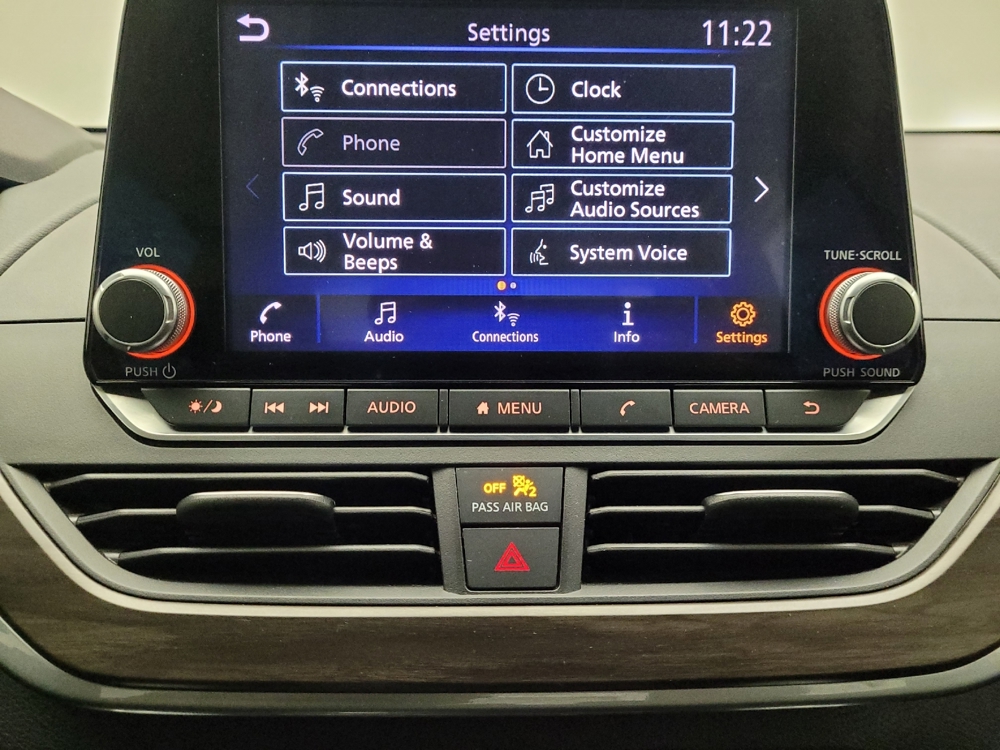 Settings
11:22
Connections
Clock
Phone
Customize
Home Menu
Sound
Customize
Audio Sources
Volume &
Beeps
System Voice
VOL
TUNE·SCROLL
Phone
Audio
Connections
Info
Settings
PUSH
PUSH SOUND
AUDIO
MENU
CAMERA
OFF
2
PASS AIR BAG